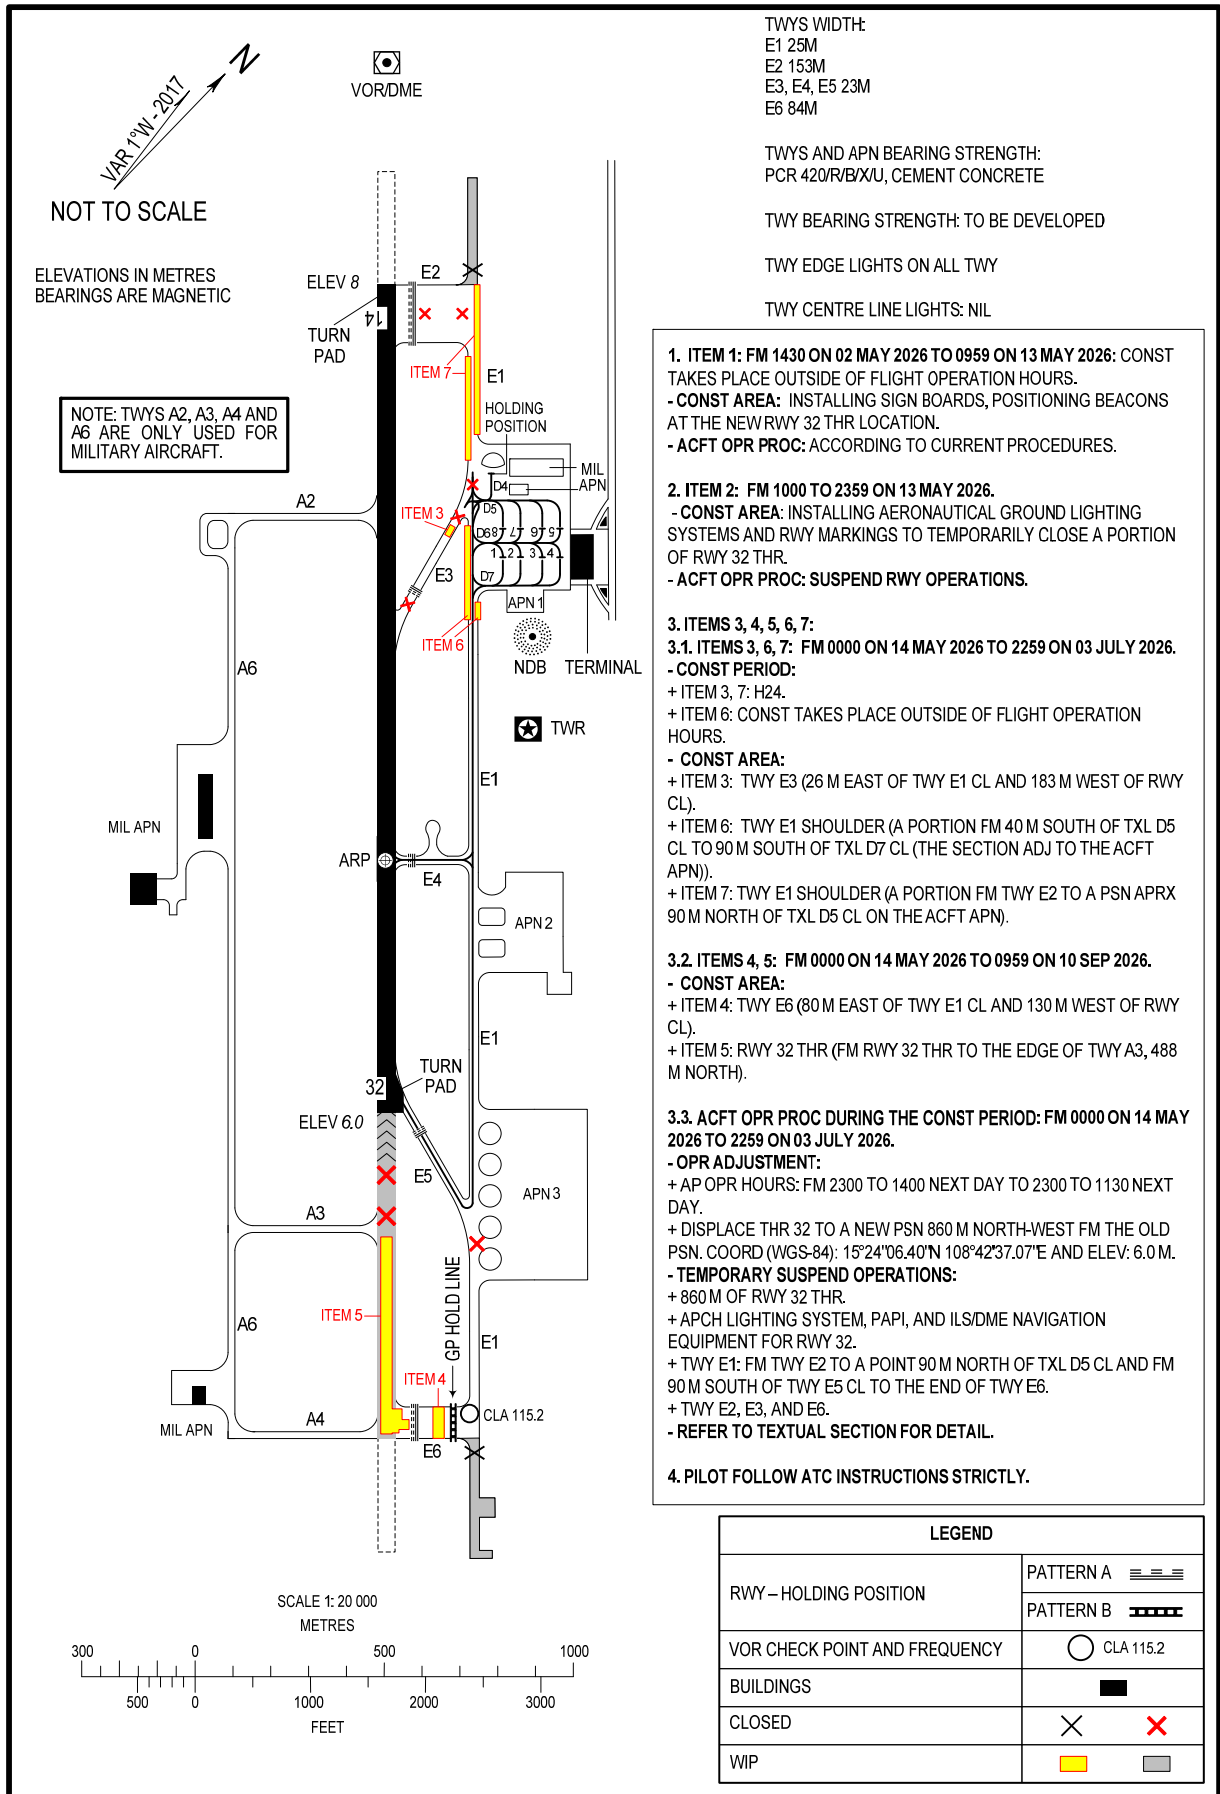 TWYS WIDTH:
E1 25M
E2 153M
E3, E4, E5 23M
E6 84M
TWYS AND APN BEARING STRENGTH:
PCR 420/R/B/X/U, CEMENT CONCRETE
TWY BEARING STRENGTH: TO BE DEVELOPED
TWY EDGE LIGHTS ON ALL TWY
TWY CENTRE LINE LIGHTS: NIL
N
VAR 1°W - 2017
NOT TO SCALE
VOR/DME
ELEVATIONS IN METRES
BEARINGS ARE MAGNETIC
NOTE: TWYS A2, A3, A4 AND
A6 ARE ONLY USED FOR
MILITARY AIRCRAFT.
ELEV 8
E2
14
TURN
PAD
ITEM 7
E1
HOLDING
POSITION
MIL
APN
D4
A2
ITEM 3
D5
D6 8 7 6 5
1 2 3 4
E3
D7
APN 1
ITEM 6
NDB
TERMINAL
A6
TWR
E1
MIL APN
ARP
E4
APN 2
E1
TURN
PAD
32
ELEV 6.0
E5
APN 3
A3
GP HOLD LINE
ITEM 5
A6
E1
ITEM 4
CLA 115.2
A4
MIL APN
E6
1. ITEM 1: FM 1430 ON 02 MAY 2026 TO 0959 ON 13 MAY 2026: CONST
TAKES PLACE OUTSIDE OF FLIGHT OPERATION HOURS.
- CONST AREA: INSTALLING SIGN BOARDS, POSITIONING BEACONS
AT THE NEW RWY 32 THR LOCATION.
- ACFT OPR PROC: ACCORDING TO CURRENT PROCEDURES.
2. ITEM 2: FM 1000 TO 2359 ON 13 MAY 2026.
- CONST AREA: INSTALLING AERONAUTICAL GROUND LIGHTING
SYSTEMS AND RWY MARKINGS TO TEMPORARILY CLOSE A PORTION
OF RWY 32 THR.
- ACFT OPR PROC: SUSPEND RWY OPERATIONS.
3. ITEMS 3, 4, 5, 6, 7:
3.1. ITEMS 3, 6, 7: FM 0000 ON 14 MAY 2026 TO 2259 ON 03 JULY 2026.
- CONST PERIOD:
+ ITEM 3, 7: H24.
+ ITEM 6: CONST TAKES PLACE OUTSIDE OF FLIGHT OPERATION
HOURS.
- CONST AREA:
+ ITEM 3: TWY E3 (26 M EAST OF TWY E1 CL AND 183 M WEST OF RWY
CL).
+ ITEM 6: TWY E1 SHOULDER (A PORTION FM 40 M SOUTH OF TXL D5
CL TO 90 M SOUTH OF TXL D7 CL (THE SECTION ADJ TO THE ACFT
APN)).
+ ITEM 7: TWY E1 SHOULDER (A PORTION FM TWY E2 TO A PSN APRX
90 M NORTH OF TXL D5 CL ON THE ACFT APN).
3.2. ITEMS 4, 5: FM 0000 ON 14 MAY 2026 TO 0959 ON 10 SEP 2026.
- CONST AREA:
+ ITEM 4: TWY E6 (80 M EAST OF TWY E1 CL AND 130 M WEST OF RWY
CL).
+ ITEM 5: RWY 32 THR (FM RWY 32 THR TO THE EDGE OF TWY A3, 488
M NORTH).
3.3. ACFT OPR PROC DURING THE CONST PERIOD: FM 0000 ON 14 MAY
2026 TO 2259 ON 03 JULY 2026.
- OPR ADJUSTMENT:
+ AP OPR HOURS: FM 2300 TO 1400 NEXT DAY TO 2300 TO 1130 NEXT
DAY.
+ DISPLACE THR 32 TO A NEW PSN 860 M NORTH-WEST FM THE OLD
PSN. COORD (WGS-84): 15°24"06.40"N 108°42'37.07"E AND ELEV: 6.0 M.
- TEMPORARY SUSPEND OPERATIONS:
+ 860 M OF RWY 32 THR.
+ APCH LIGHTING SYSTEM, PAPI, AND ILS/DME NAVIGATION
EQUIPMENT FOR RWY 32.
+ TWY E1: FM TWY E2 TO A POINT 90 M NORTH OF TXL D5 CL AND FM
90 M SOUTH OF TWY E5 CL TO THE END OF TWY E6.
+ TWY E2, E3, AND E6.
- REFER TO TEXTUAL SECTION FOR DETAIL.
4. PILOT FOLLOW ATC INSTRUCTIONS STRICTLY.
LEGEND
RWY – HOLDING POSITION
PATTERN A
PATTERN B
VOR CHECK POINT AND FREQUENCY
CLA 115.2
BUILDINGS
CLOSED
WIP
SCALE 1: 20 000
METRES
300 0 500 1000
500 0 1000 2000 3000
FEET